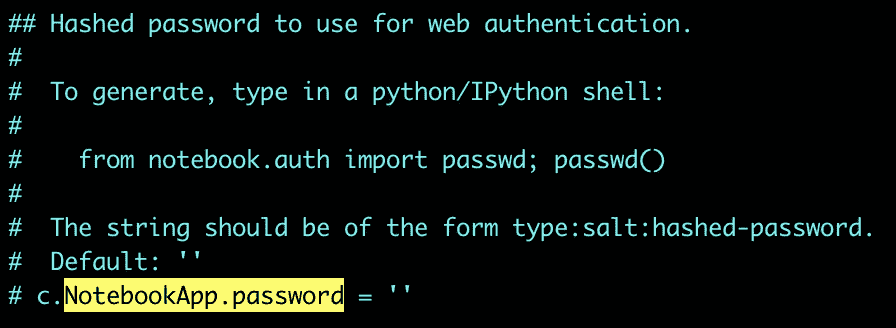 ## Hashed password to use for web authentication.
#
#  To generate, type in a python/IPython shell:
#
#    from notebook.auth import passwd; passwd()
#
#  The string should be of the form type:salt:hashed-password.
#  Default: ''
# c.NotebookApp.password = ''